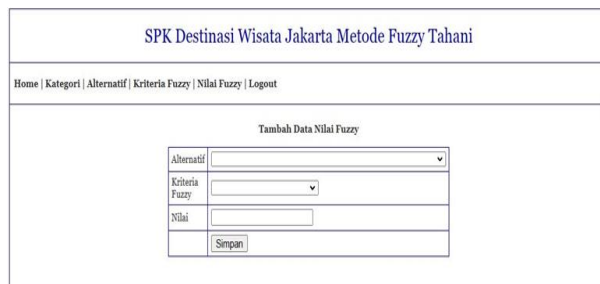 SPK Destinasi Wisata Jakarta Metode Fuzzy Tahani
Home | Kategori | Alternatif | Kriteria Fuzzy | Nilai Fuzzy | Logout
Tambah Data Nilai Fuzzy
Alternatif
Kriteria
Fuzzy
Nilai
Simpan